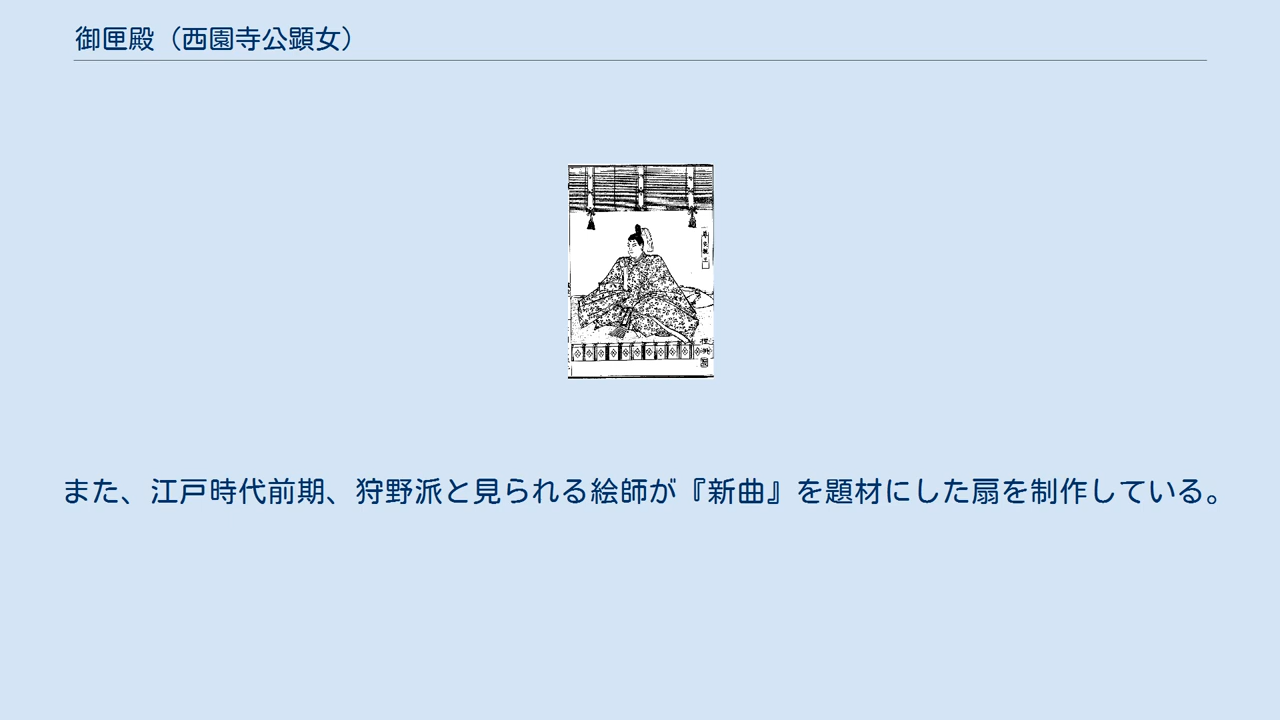 御匣殿（西園寺公顕女）
また、江戸時代前期、狩野派と見られる絵師が『新曲』を題材にした扇を制作している。